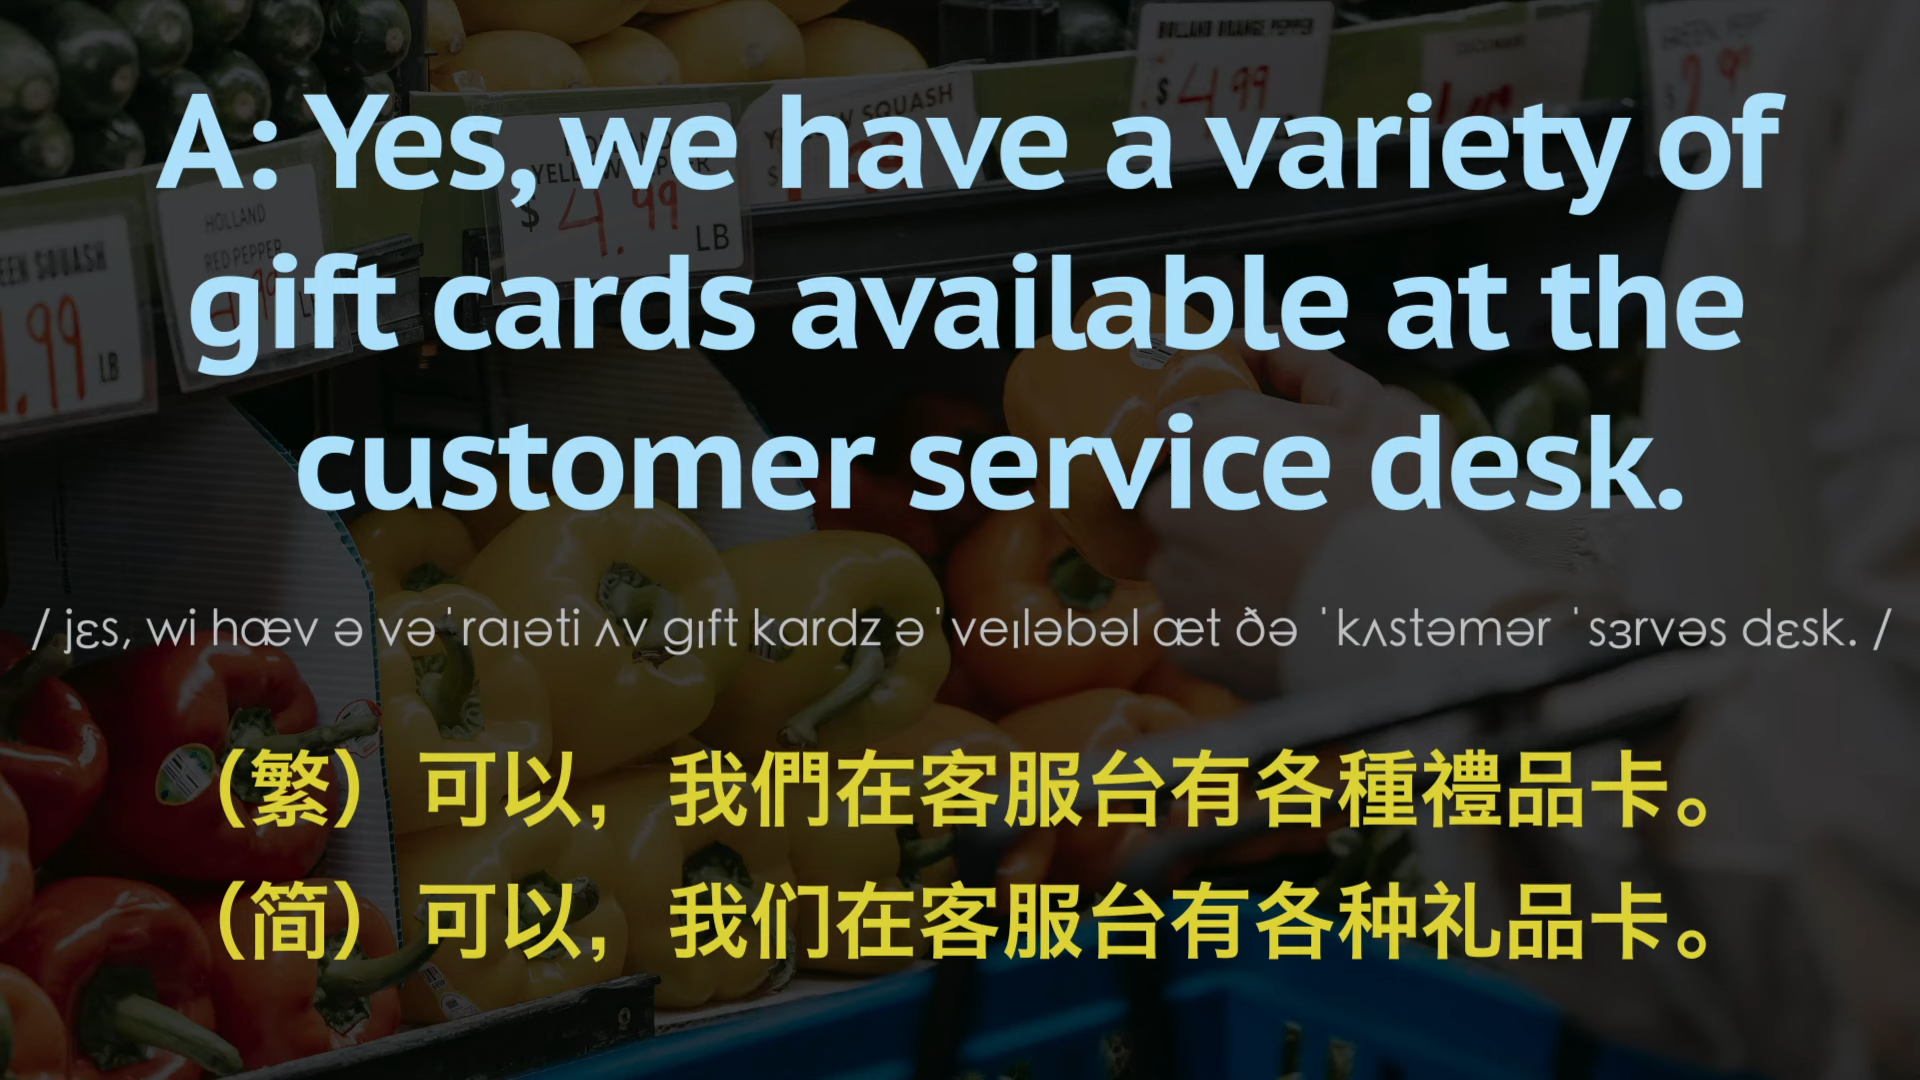 HOLLAND ORANGE PEPPER
$4.99
A: Yes, we have a variety of
gift cards available at the
customer service desk.
HOLLAND
RED PEPPER
$4.99
LB
SQUASH
.99
LB
/ jɛs, wi hæv ə vəˈraɪəti ʌv gɪft kardz əˈveɪləbəl æt ðə ˈkʌstəmər ˈsɜrvəs dɛsk. /
（繁）可以，我們在客服台有各種禮品卡。
（简）可以，我们在客服台有各种礼品卡。